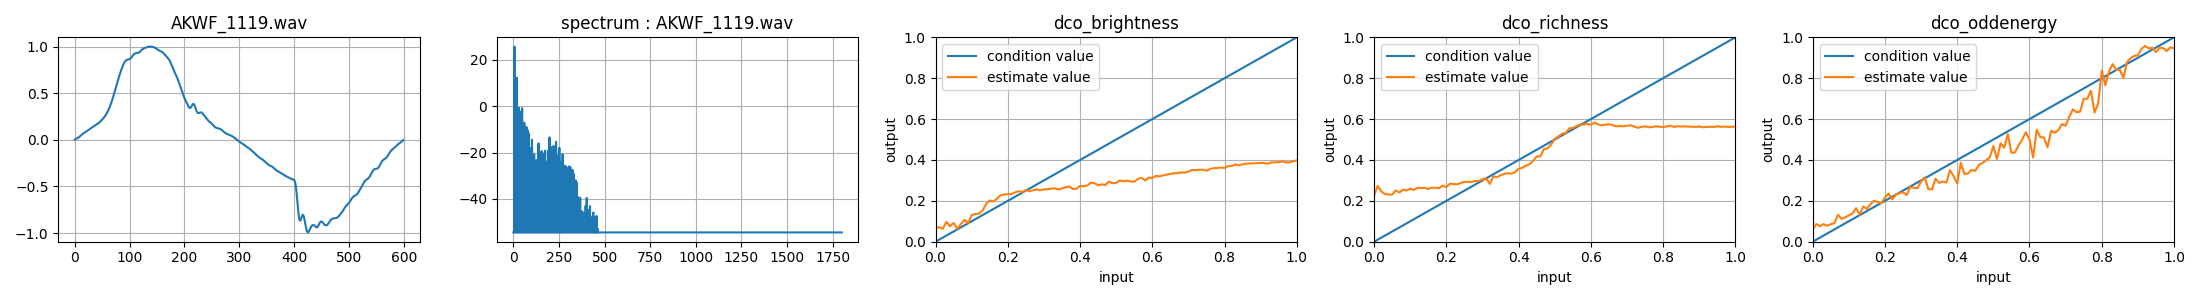 AKWF_1119.wav
1.0
0.5
0.0
−0.5
−1.0
0 100 200 300 400 500 600
spectrum : AKWF_1119.wav
20
0
−20
−40
0 250 500 750 1000 1250 1500 1750
dco_brightness
condition value
estimate value
output
1.0
0.8
0.6
0.4
0.2
0.0
0.0 0.2 0.4 0.6 0.8 1.0
input
dco_richness
condition value
estimate value
output
1.0
0.8
0.6
0.4
0.2
0.0
0.0 0.2 0.4 0.6 0.8 1.0
input
dco_oddenergy
condition value
estimate value
output
1.0
0.8
0.6
0.4
0.2
0.0
0.0 0.2 0.4 0.6 0.8 1.0
input